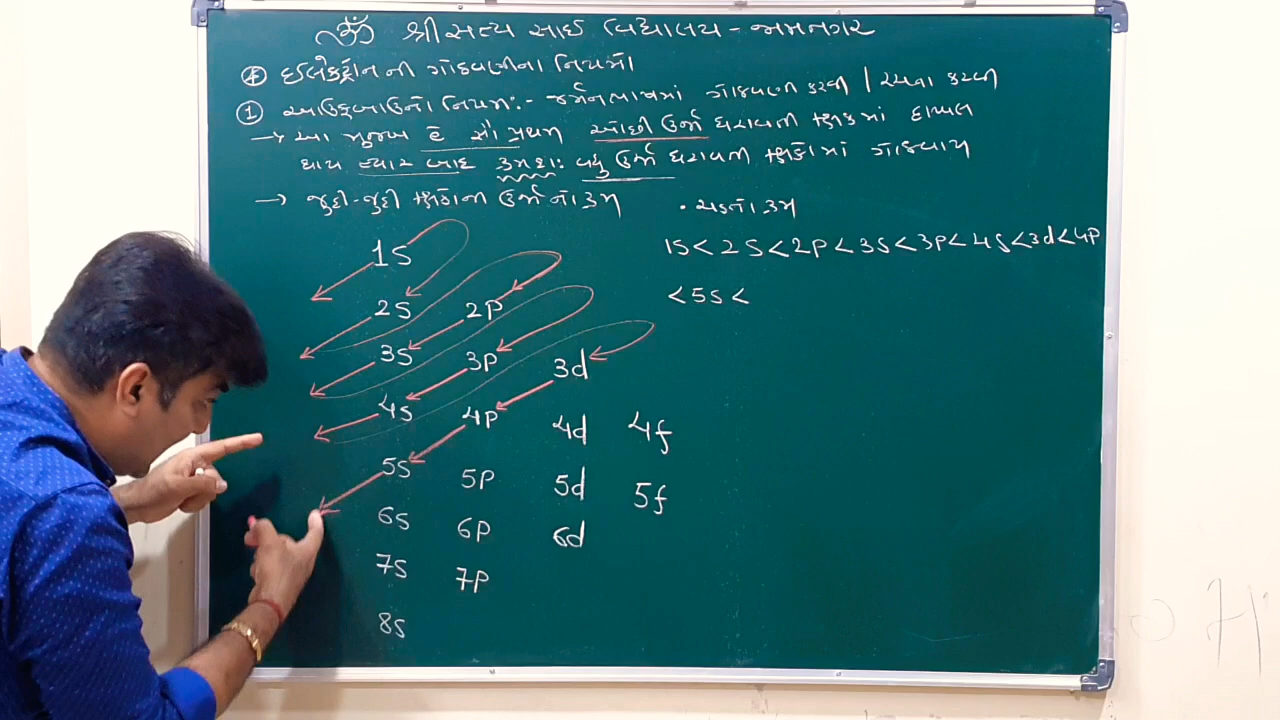 ૐ શ્રી સત્ય સાઈ વિદ્યાલય - જામનગર
* ઈલેક્ટ્રૉનની ગોઠવણીના નિયમો
① આઉફબાઉનો નિયમ:- જર્મનભાષામાં ગોઠવણી કરવી | રચના કરવી
→ આ મુજબ e સૌ પ્રથમ ઓછી ઉર્જા ધરાવતી કક્ષકમાં દાખલ
થાય ત્યાર બાદ ક્રમશઃ વધુ ઉર્જા ધરાવતી કક્ષકોમાં ગોઠવાય
→ જુદી-જુદી કક્ષકોની ઉર્જાનો ક્રમ
• ચડતો ક્રમ
1s < 2s < 2p < 3s < 3p < 4s < 3d < 4p
< 5s <
1s
2s 2p
3s 3p 3d
4s 4p 4d 4f
5s 5p 5d 5f
6s 6p 6d
7s 7p
8s